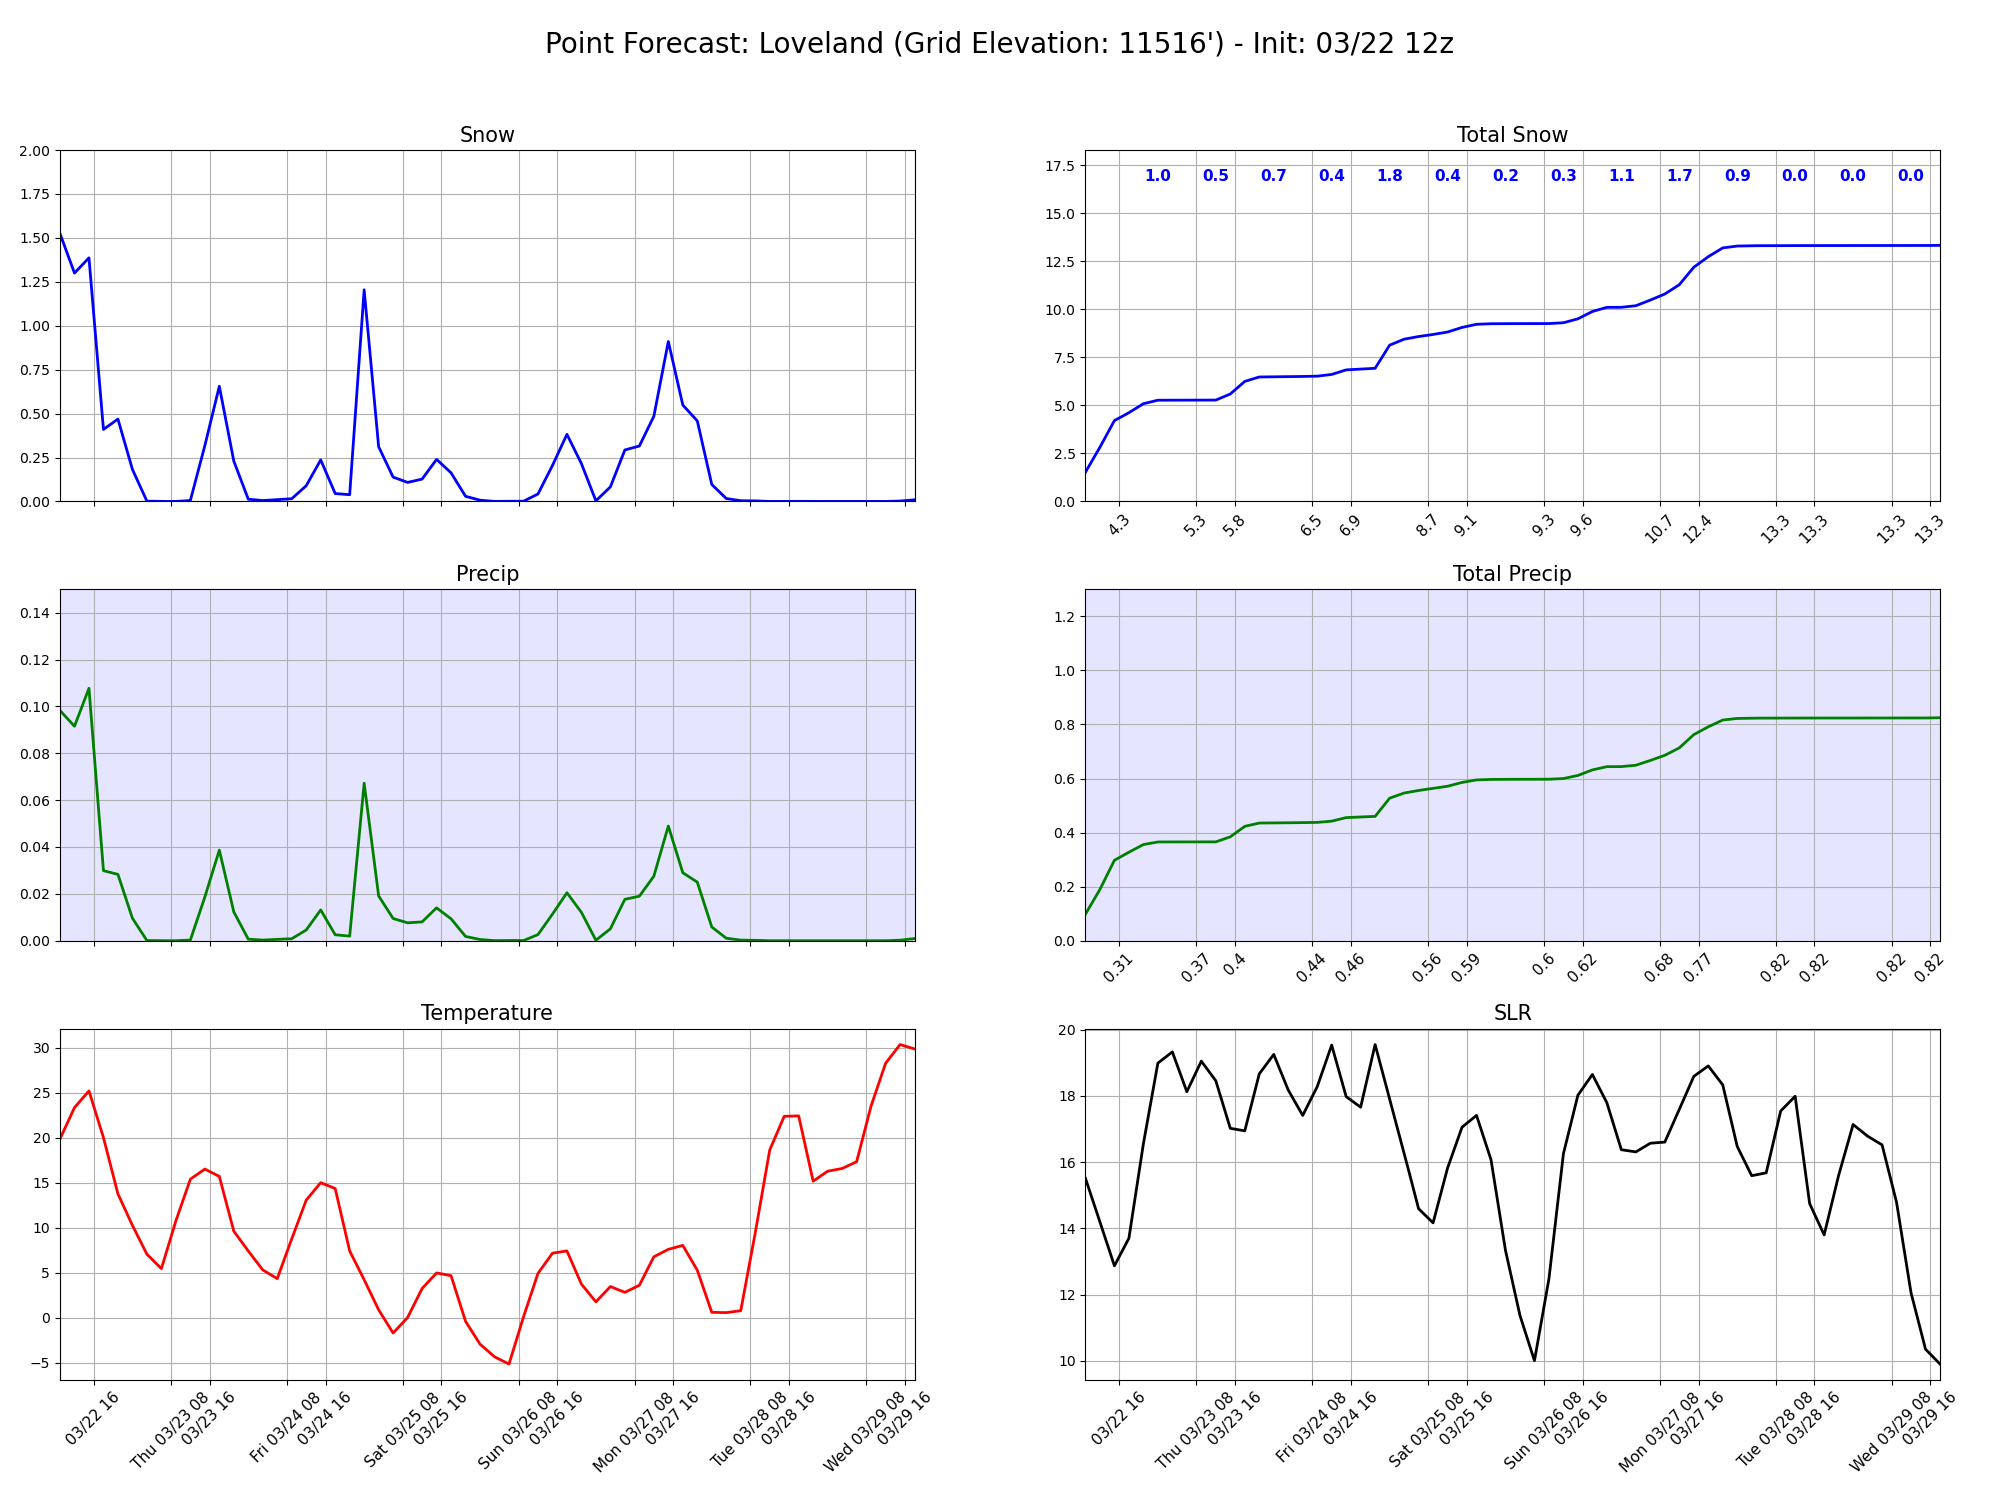 Point Forecast: Loveland (Grid Elevation: 11516') - Init: 03/22 12z
Snow
2.00
1.75
1.50
1.25
1.00
0.75
0.50
0.25
0.00
Total Snow
17.5
15.0
12.5
10.0
7.5
5.0
2.5
0.0
1.0 0.5 0.7 0.4 1.8 0.4 0.2 0.3 1.1 1.7 0.9 0.0 0.0 0.0
4.3 5.3 5.8 6.5 6.9 8.7 9.1 9.3 9.6 10.7 12.4 13.3 13.3 13.3 13.3
Precip
0.14
0.12
0.10
0.08
0.06
0.04
0.02
0.00
Total Precip
1.2
1.0
0.8
0.6
0.4
0.2
0.0
0.31 0.37 0.4 0.44 0.46 0.56 0.59 0.6 0.62 0.68 0.77 0.82 0.82 0.82 0.82
Temperature
30
25
20
15
10
5
0
−5
03/22 16
Thu 03/23 08
03/23 16
Fri 03/24 08
03/24 16
Sat 03/25 08
03/25 16
Sun 03/26 08
03/26 16
Mon 03/27 08
03/27 16
Tue 03/28 08
03/28 16
Wed 03/29 08
03/29 16
SLR
20
18
16
14
12
10
03/22 16
Thu 03/23 08
03/23 16
Fri 03/24 08
03/24 16
Sat 03/25 08
03/25 16
Sun 03/26 08
03/26 16
Mon 03/27 08
03/27 16
Tue 03/28 08
03/28 16
Wed 03/29 08
03/29 16